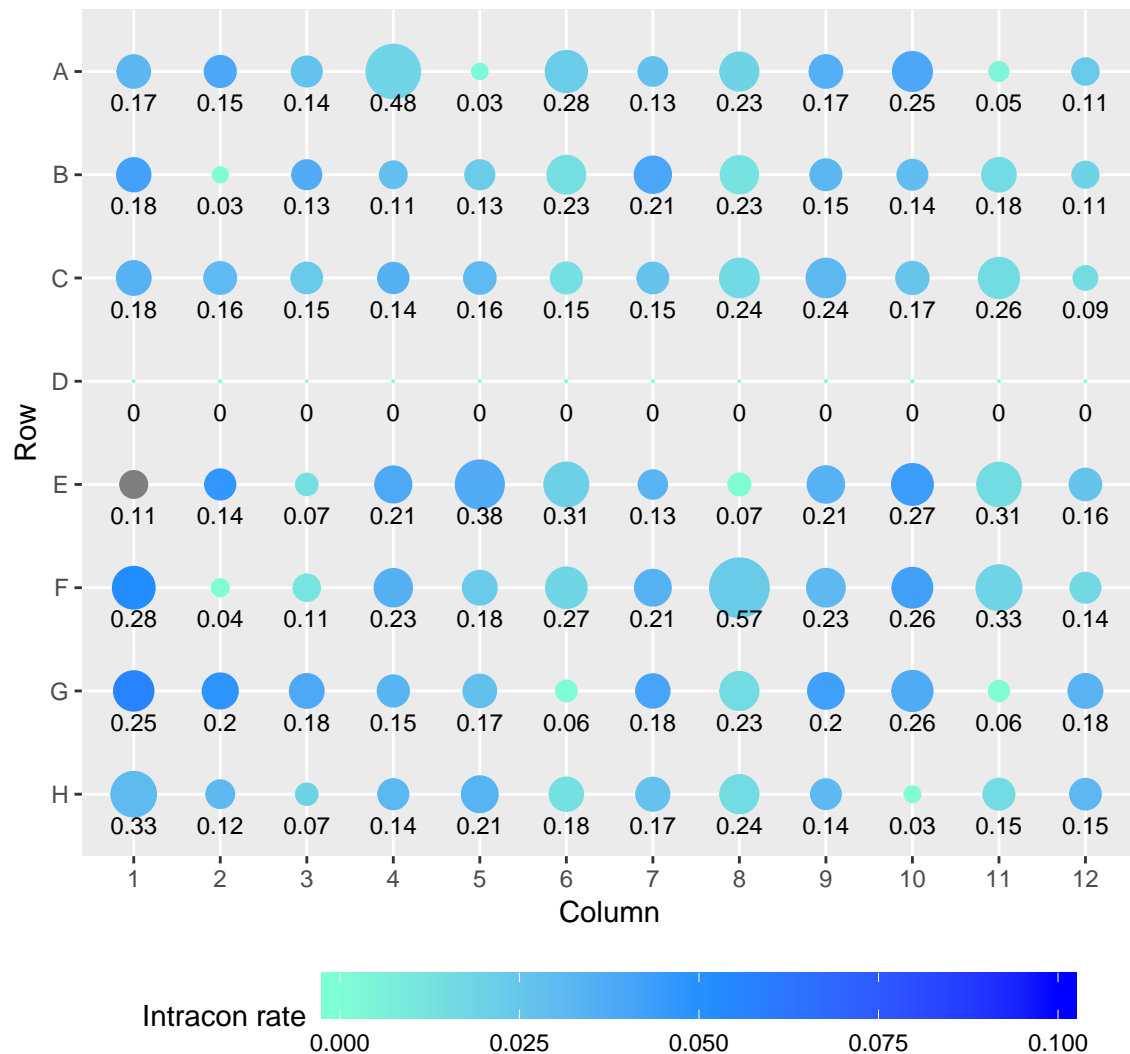 A
0.17 0.15 0.14 0.48 0.03 0.28 0.13 0.23 0.17 0.25 0.05 0.11
B
0.18 0.03 0.13 0.11 0.13 0.23 0.21 0.23 0.15 0.14 0.18 0.11
C
0.18 0.16 0.15 0.14 0.16 0.15 0.15 0.24 0.24 0.17 0.26 0.09
D
0 0 0 0 0 0 0 0 0 0 0 0
Row
E
0.11 0.14 0.07 0.21 0.38 0.31 0.13 0.07 0.21 0.27 0.31 0.16
F
0.28 0.04 0.11 0.23 0.18 0.27 0.21 0.57 0.23 0.26 0.33 0.14
G
0.25 0.2 0.18 0.15 0.17 0.06 0.18 0.23 0.2 0.26 0.06 0.18
H
0.33 0.12 0.07 0.14 0.21 0.18 0.17 0.24 0.14 0.03 0.15 0.15
1 2 3 4 5 6 7 8 9 10 11 12
Column
Intracon rate
0.000 0.025 0.050 0.075 0.100